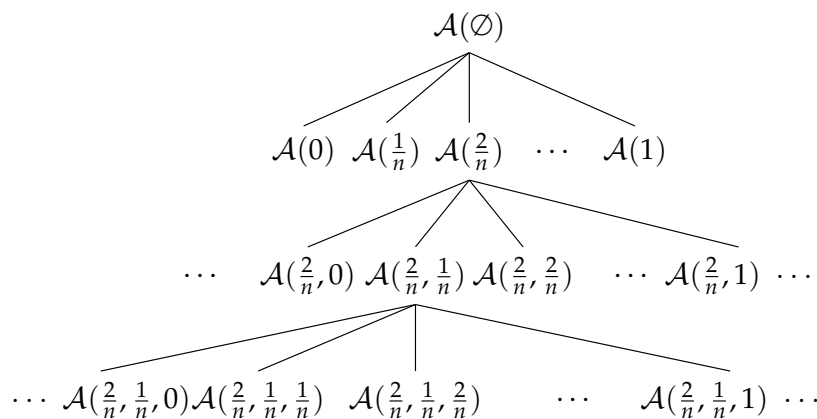 𝒜(∅)
𝒜(0) 𝒜(1/n) 𝒜(2/n) ⋯ 𝒜(1)
⋯ 𝒜(2/n, 0) 𝒜(2/n, 1/n) 𝒜(2/n, 2/n) ⋯ 𝒜(2/n, 1) ⋯
⋯ 𝒜(2/n, 1/n, 0) 𝒜(2/n, 1/n, 1/n) 𝒜(2/n, 1/n, 2/n) ⋯ 𝒜(2/n, 1/n, 1) ⋯